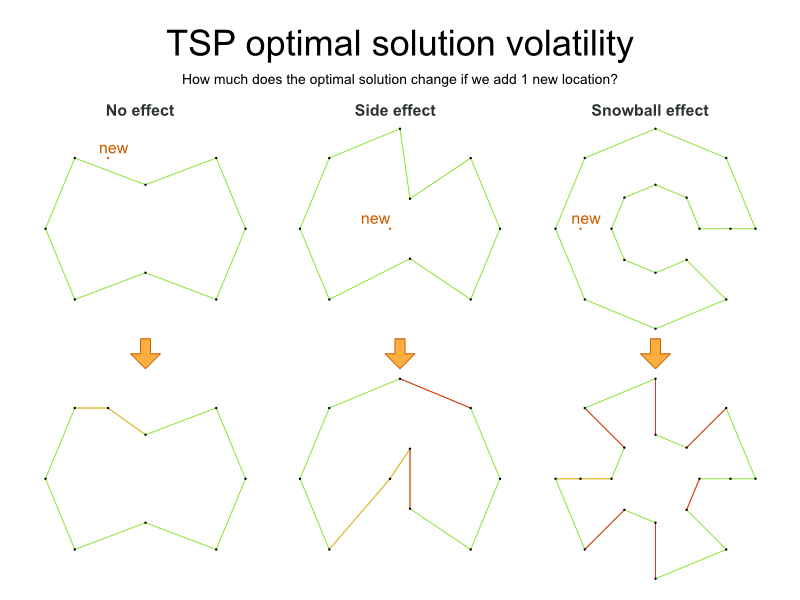 TSP optimal solution volatility
How much does the optimal solution change if we add 1 new location?
No effect
Side effect
Snowball effect
new
new
new